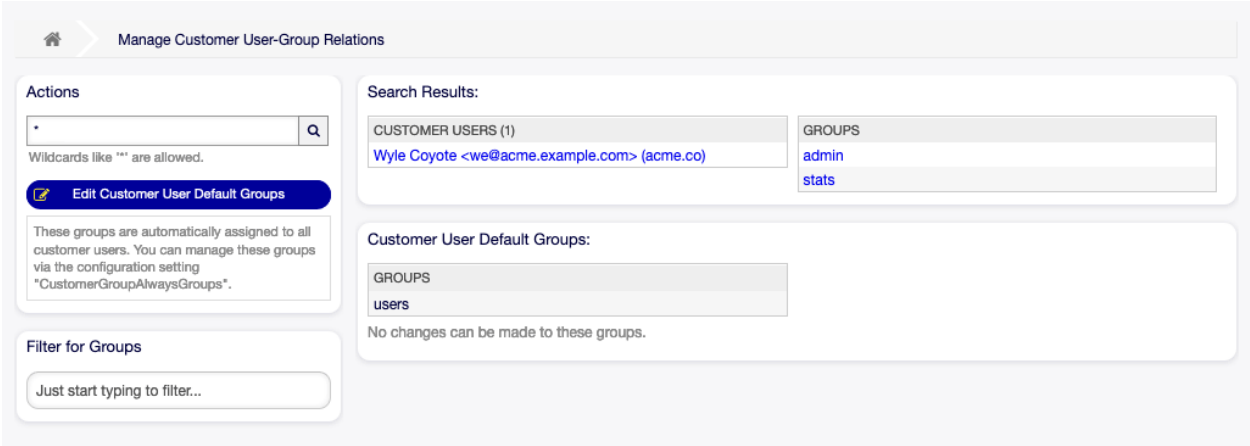 Manage Customer User-Group Relations
Actions
*
Wildcards like "*" are allowed.
Edit Customer User Default Groups
These groups are automatically assigned to all
customer users. You can manage these groups
via the configuration setting
"CustomerGroupAlwaysGroups".
Filter for Groups
Just start typing to filter...
Search Results:
CUSTOMER USERS (1)
Wyle Coyote <we@acme.example.com> (acme.co)
GROUPS
admin
stats
Customer User Default Groups:
GROUPS
users
No changes can be made to these groups.